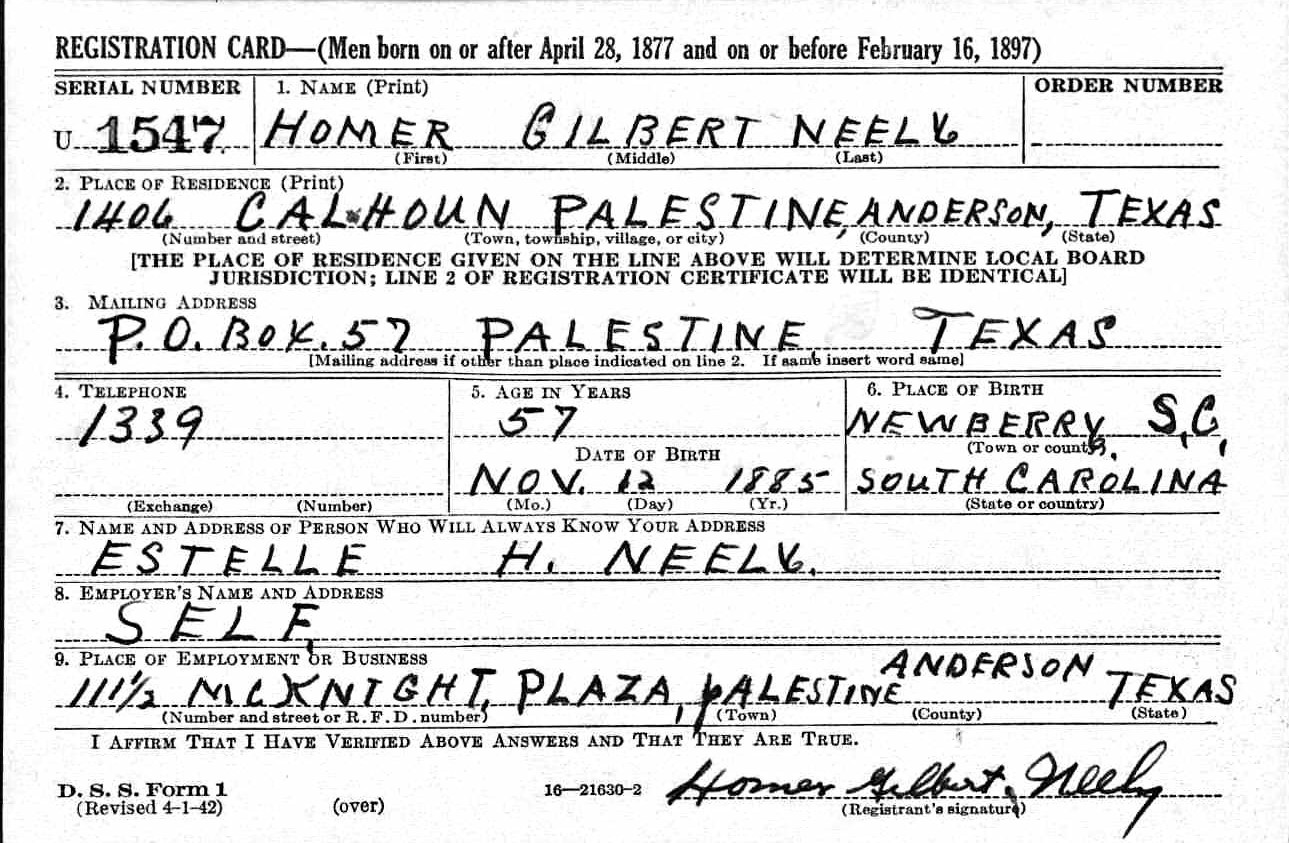 REGISTRATION CARD—(Men born on or after April 28, 1877 and on or before February 16, 1897)
SERIAL NUMBER 1. NAME (Print) ORDER NUMBER
U 1547 HOMER GILBERT NEELY
(First) (Middle) (Last)
2. PLACE OF RESIDENCE (Print)
1406 CALHOUN PALESTINE, ANDERSON, TEXAS
(Number and street) (Town, township, village, or city) (County) (State)
[THE PLACE OF RESIDENCE GIVEN ON THE LINE ABOVE WILL DETERMINE LOCAL BOARD
JURISDICTION; LINE 2 OF REGISTRATION CERTIFICATE WILL BE IDENTICAL]
3. MAILING ADDRESS
P.O. BOX. 57 PALESTINE TEXAS
[Mailing address if other than place indicated on line 2. If same insert word same]
4. TELEPHONE 5. AGE IN YEARS 6. PLACE OF BIRTH
1339 57 NEWBERRY, S,C,
(Town or county)
DATE OF BIRTH
NOV. 12 1885 SOUTH CAROLINA
(Exchange) (Number) (Mo.) (Day) (Yr.) (State or country)
7. NAME AND ADDRESS OF PERSON WHO WILL ALWAYS KNOW YOUR ADDRESS
ESTELLE H. NEELY.
8. EMPLOYER'S NAME AND ADDRESS
SELF
9. PLACE OF EMPLOYMENT OR BUSINESS
111½ MCKNIGHT, PLAZA, PALESTINE ANDERSON TEXAS
(Number and street or R. F. D. number) (Town) (County) (State)
I AFFIRM THAT I HAVE VERIFIED ABOVE ANSWERS AND THAT THEY ARE TRUE.
D. S. S. Form 1
(Revised 4-1-42) (over) 16—21630-2 Homer Gilbert Neely
(Registrant's signature)